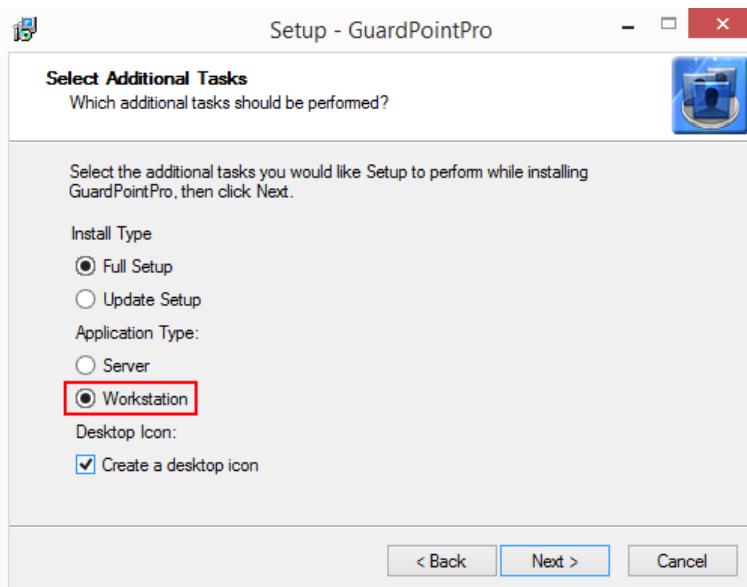 Setup - GuardPointPro
Select Additional Tasks
Which additional tasks should be performed?
Select the additional tasks you would like Setup to perform while installing
GuardPointPro, then click Next.
Install Type
Full Setup
Update Setup
Application Type:
Server
Workstation
Desktop Icon:
Create a desktop icon
< Back Next > Cancel